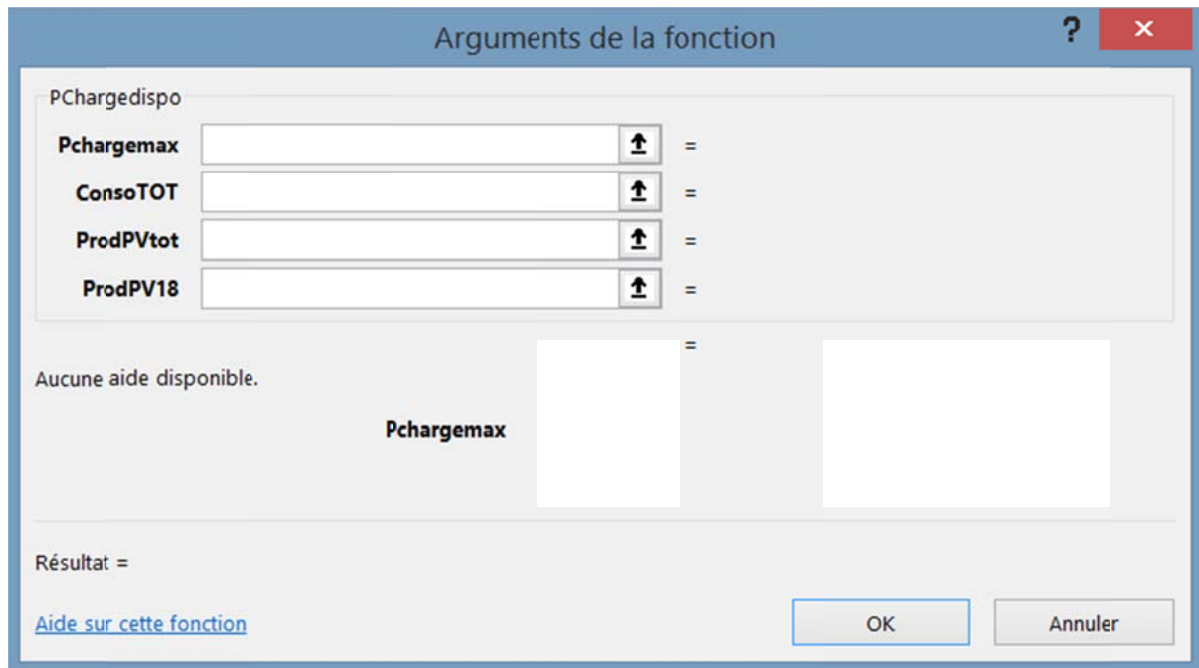 Arguments de la fonction
?
PChargedispo
Pchargemax =
ConsoTOT =
ProdPVtot =
ProdPV18 =
=
Aucune aide disponible.
Pchargemax
Résultat =
Aide sur cette fonction OK Annuler